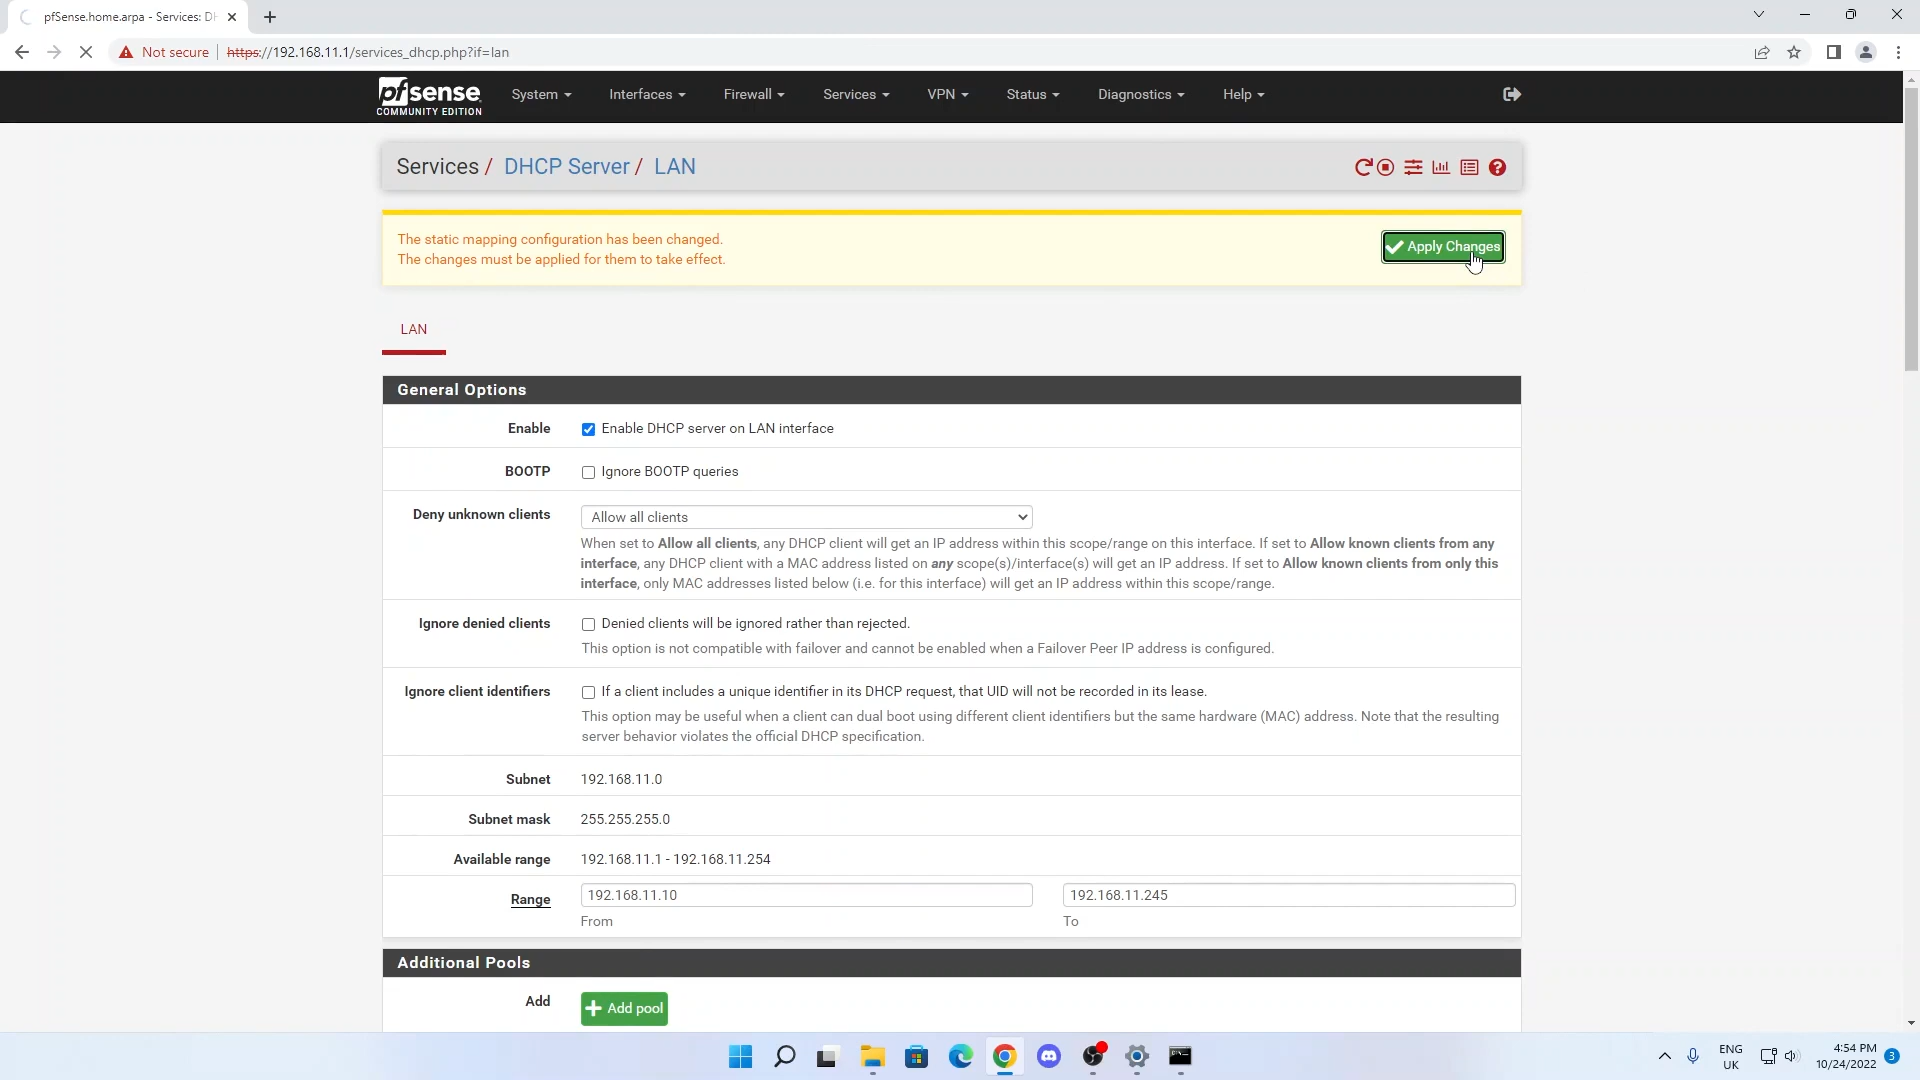 pfSense.home.arpa - Services: DH
Not secure
https://192.168.11.1/services_dhcp.php?if=lan
pfsense
COMMUNITY EDITION
System
Interfaces
Firewall
Services
VPN
Status
Diagnostics
Help
Services / DHCP Server / LAN
The static mapping configuration has been changed.
The changes must be applied for them to take effect.
Apply Changes
LAN
General Options
Enable
Enable DHCP server on LAN interface
BOOTP
Ignore BOOTP queries
Deny unknown clients
Allow all clients
When set to Allow all clients, any DHCP client will get an IP address within this scope/range on this interface. If set to Allow known clients from any
interface, any DHCP client with a MAC address listed on any scope(s)/interface(s) will get an IP address. If set to Allow known clients from only this
interface, only MAC addresses listed below (i.e. for this interface) will get an IP address within this scope/range.
Ignore denied clients
Denied clients will be ignored rather than rejected.
This option is not compatible with failover and cannot be enabled when a Failover Peer IP address is configured.
Ignore client identifiers
If a client includes a unique identifier in its DHCP request, that UID will not be recorded in its lease.
This option may be useful when a client can dual boot using different client identifiers but the same hardware (MAC) address. Note that the resulting
server behavior violates the official DHCP specification.
Subnet
192.168.11.0
Subnet mask
255.255.255.0
Available range
192.168.11.1 - 192.168.11.254
Range
192.168.11.10
192.168.11.245
From
To
Additional Pools
Add
Add pool
ENG
UK
4:54 PM
10/24/2022
3